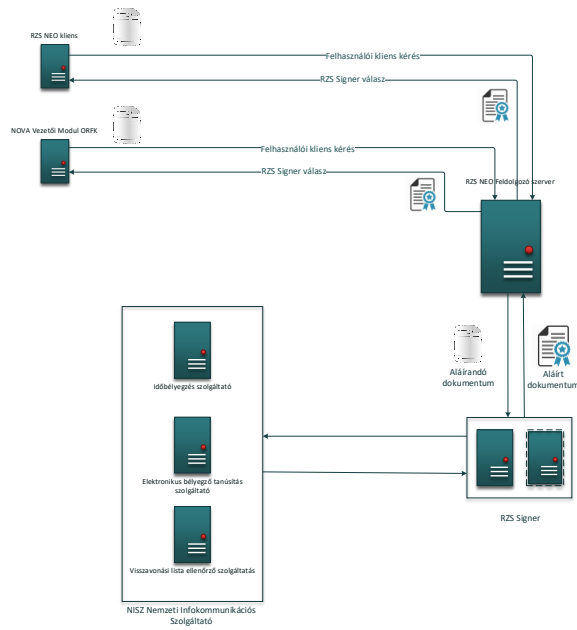 RZS NEO kliens
Felhasználói kliens kérés
RZS Signer válasz
NOVA Vezetői Modul ORFK
Felhasználói kliens kérés
RZS Signer válasz
RZS NEO Feldolgozó szerver
Aláírandó
dokumentum
Aláírt
dokumentum
Időbélyegzés szolgáltató
Elektronikus bélyegző tanúsítás
szolgáltató
Visszavonási lista ellenőrző szolgáltatás
RZS Signer
NISZ Nemzeti Infokommunikációs
Szolgáltató